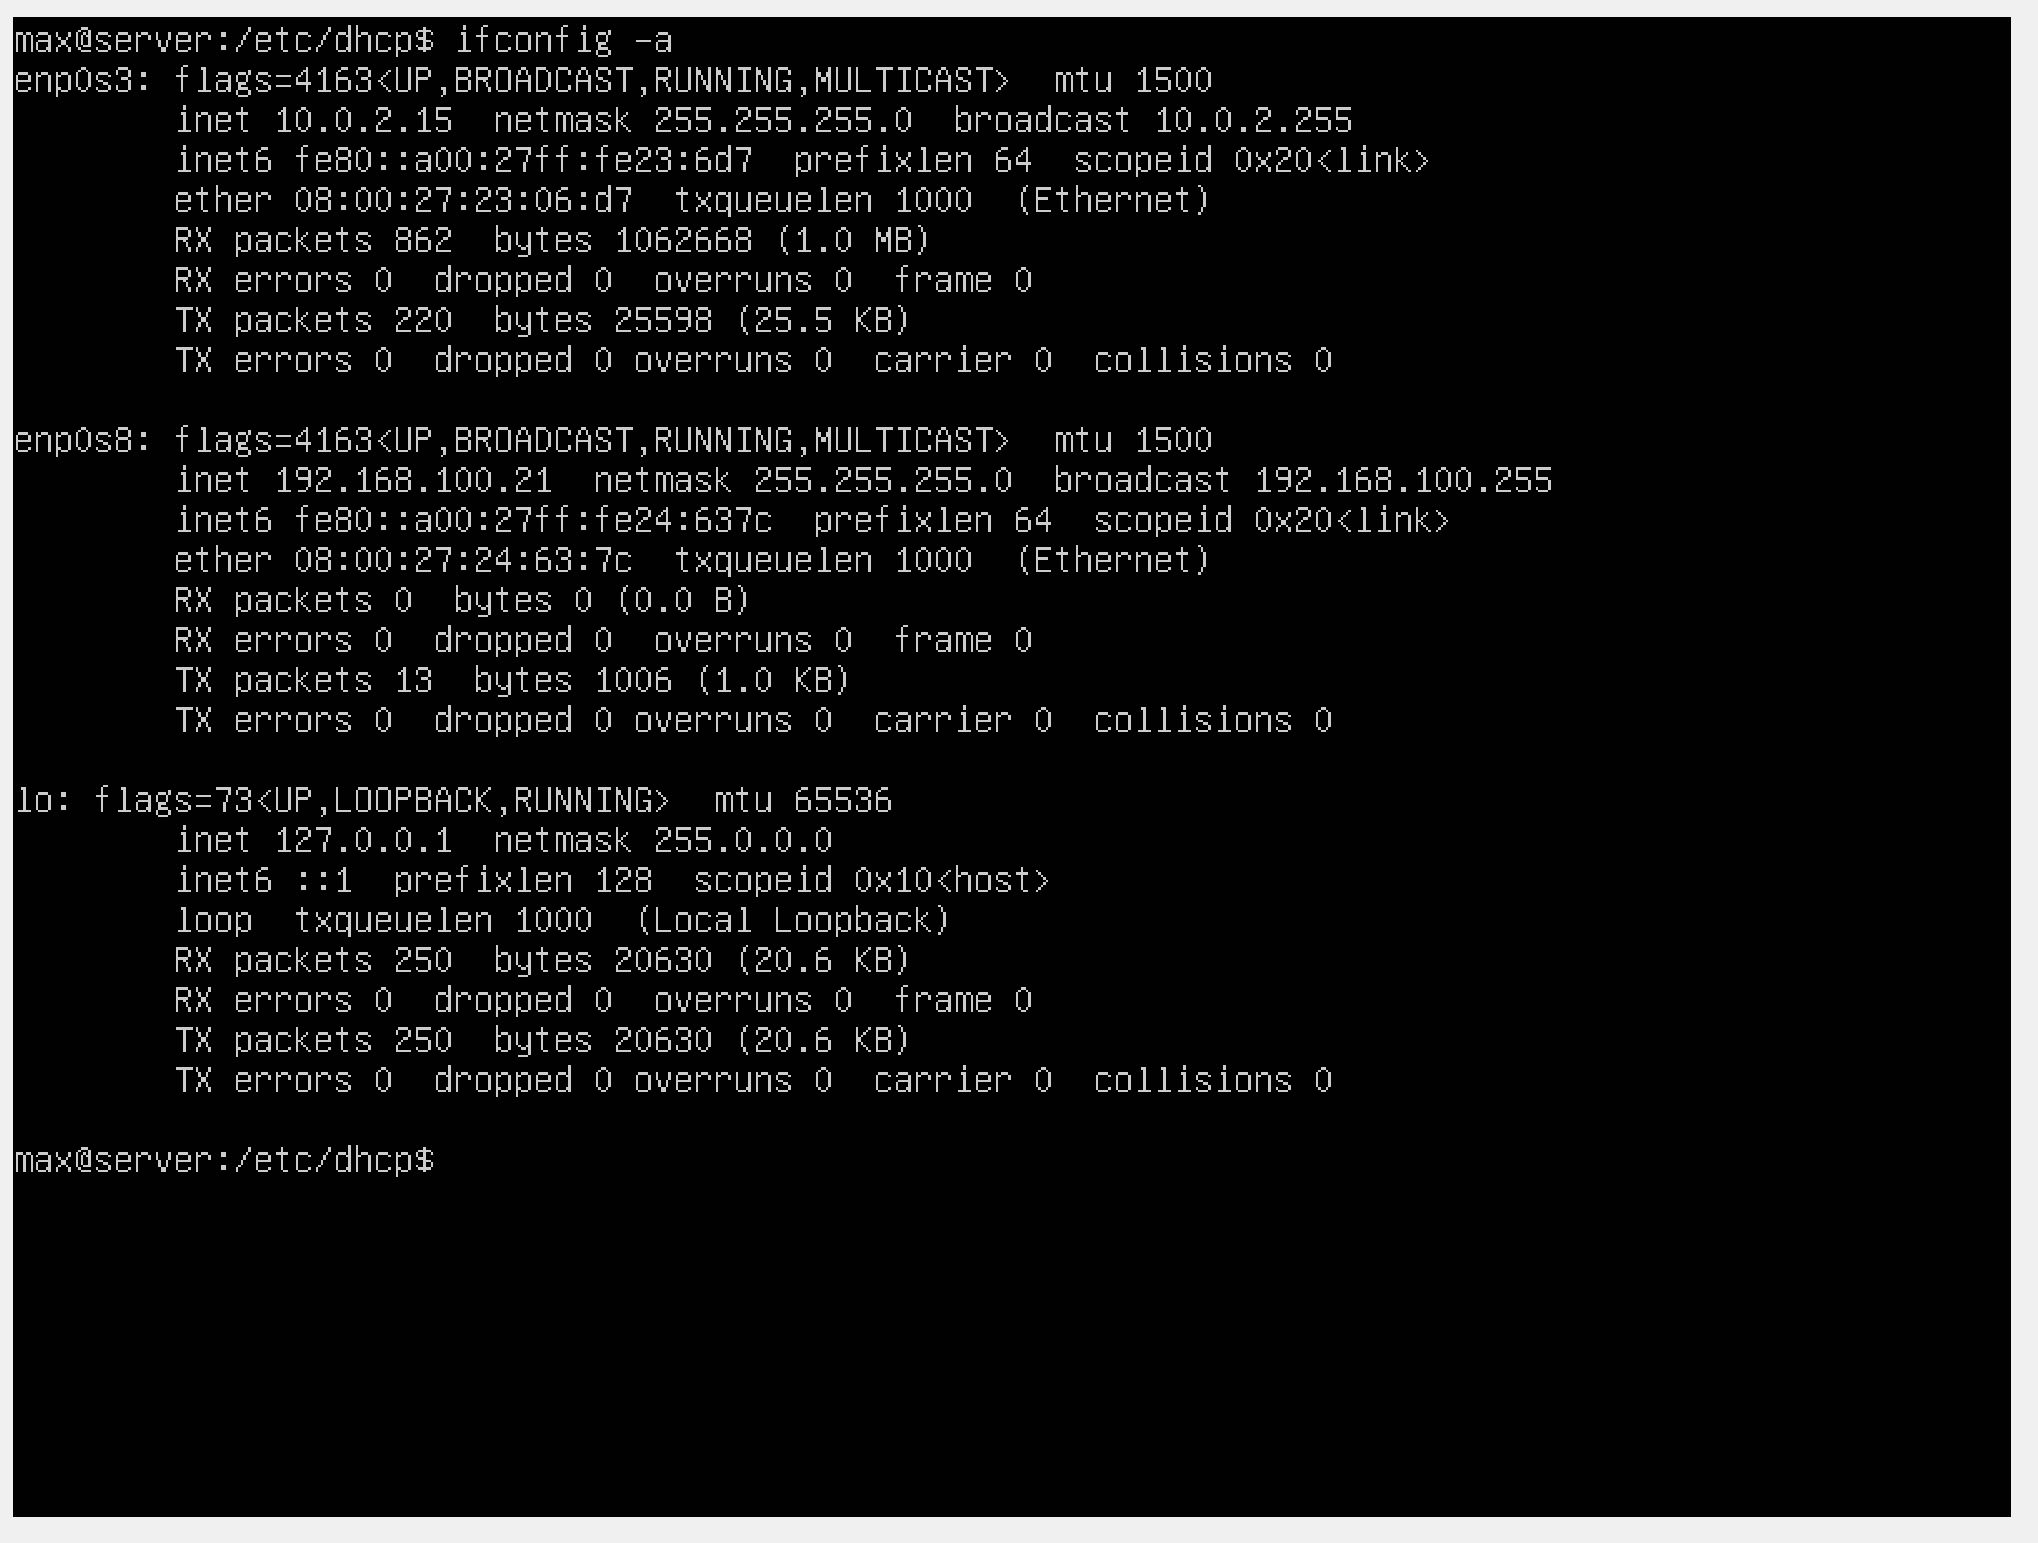 max@server:/etc/dhcp$ ifconfig -a
enp0s3: flags=4163<UP,BROADCAST,RUNNING,MULTICAST>  mtu 1500
        inet 10.0.2.15  netmask 255.255.255.0  broadcast 10.0.2.255
        inet6 fe80::a00:27ff:fe23:6d7  prefixlen 64  scopeid 0x20<link>
        ether 08:00:27:23:06:d7  txqueuelen 1000  (Ethernet)
        RX packets 862  bytes 1062668 (1.0 MB)
        RX errors 0  dropped 0  overruns 0  frame 0
        TX packets 220  bytes 25598 (25.5 KB)
        TX errors 0  dropped 0 overruns 0  carrier 0  collisions 0

enp0s8: flags=4163<UP,BROADCAST,RUNNING,MULTICAST>  mtu 1500
        inet 192.168.100.21  netmask 255.255.255.0  broadcast 192.168.100.255
        inet6 fe80::a00:27ff:fe24:637c  prefixlen 64  scopeid 0x20<link>
        ether 08:00:27:24:63:7c  txqueuelen 1000  (Ethernet)
        RX packets 0  bytes 0 (0.0 B)
        RX errors 0  dropped 0  overruns 0  frame 0
        TX packets 13  bytes 1006 (1.0 KB)
        TX errors 0  dropped 0 overruns 0  carrier 0  collisions 0

lo: flags=73<UP,LOOPBACK,RUNNING>  mtu 65536
        inet 127.0.0.1  netmask 255.0.0.0
        inet6 ::1  prefixlen 128  scopeid 0x10<host>
        loop  txqueuelen 1000  (Local Loopback)
        RX packets 250  bytes 20630 (20.6 KB)
        RX errors 0  dropped 0  overruns 0  frame 0
        TX packets 250  bytes 20630 (20.6 KB)
        TX errors 0  dropped 0 overruns 0  carrier 0  collisions 0

max@server:/etc/dhcp$